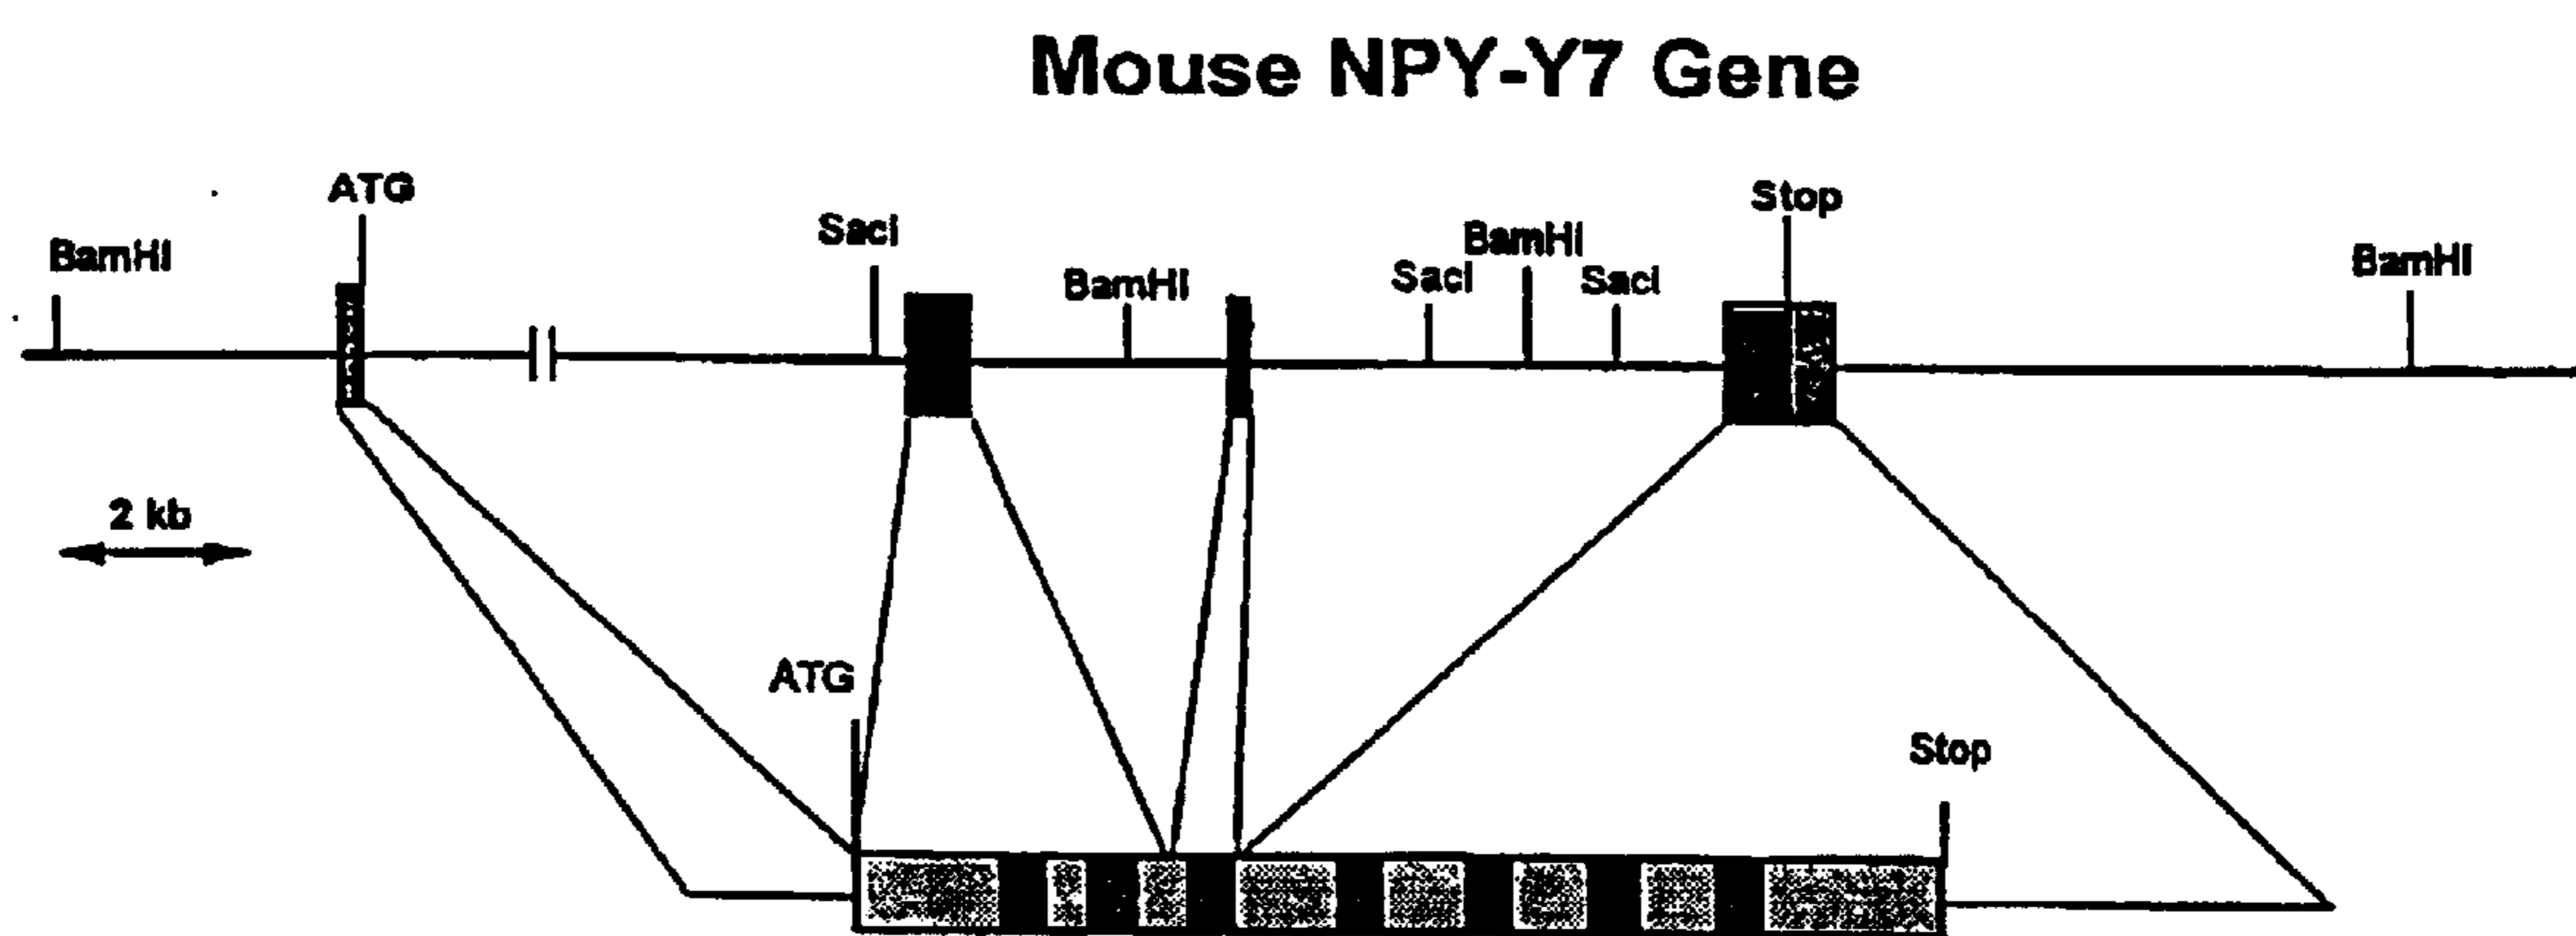 Mouse NPY-Y7 Gene
ATG
Stop
SacI
BamHI
BamHI
BamHI
BamHI
SacI
SacI
2 kb
ATG
Stop